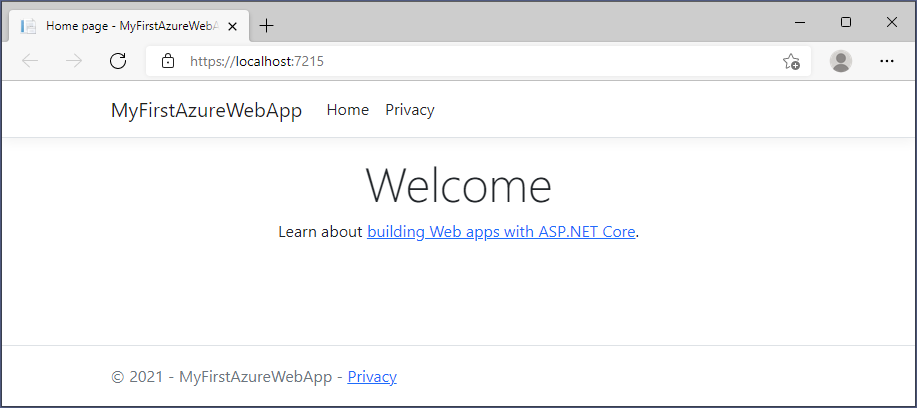 Home page - MyFirstAzureWebA
https://localhost:7215
MyFirstAzureWebApp Home Privacy
Welcome
Learn about building Web apps with ASP.NET Core.
© 2021 - MyFirstAzureWebApp - Privacy